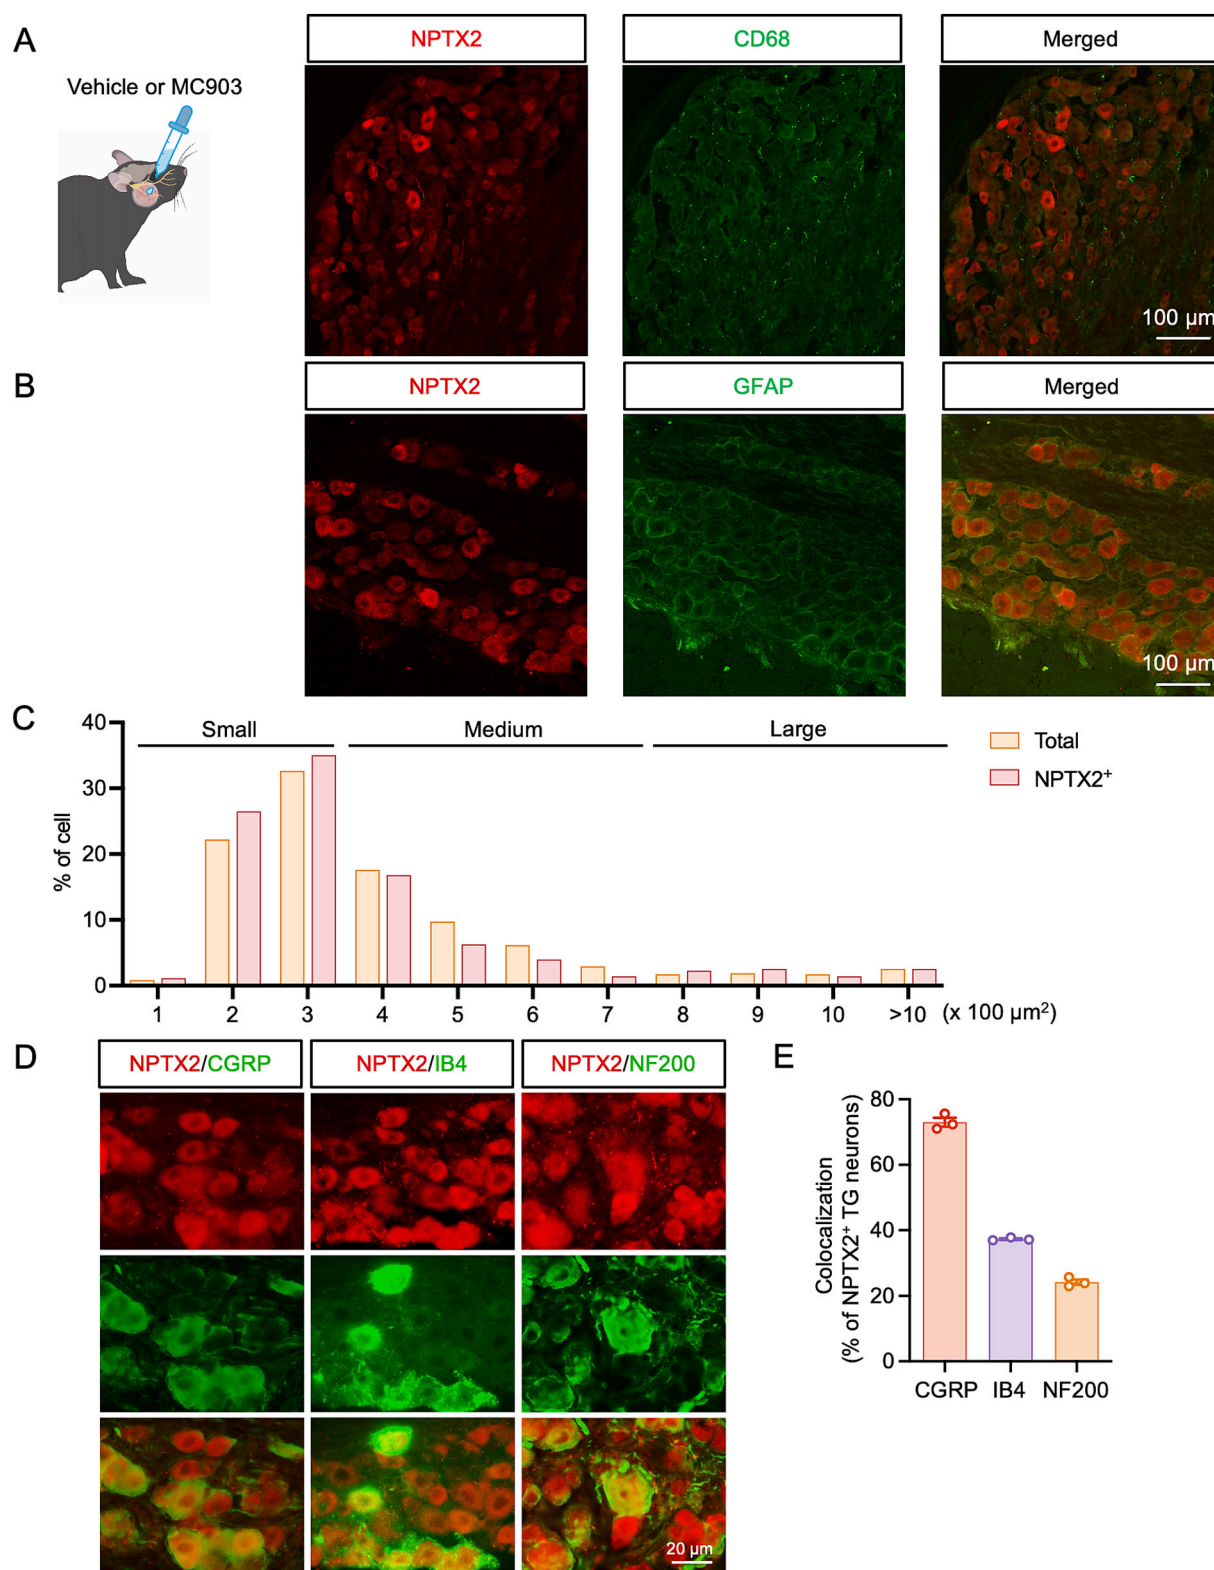 A
Vehicle or MC903
NPTX2
CD68
Merged
100 µm
B
NPTX2
GFAP
Merged
100 µm
C
% of cell
40
30
20
10
0
Small
Medium
Large
Total
NPTX2⁺
1 2 3 4 5 6 7 8 9 10 >10 (x 100 µm²)
D
NPTX2/CGRP
NPTX2/IB4
NPTX2/NF200
20 µm
E
Colocalization
(% of NPTX2⁺ TG neurons)
80
60
40
20
0
CGRP IB4 NF200